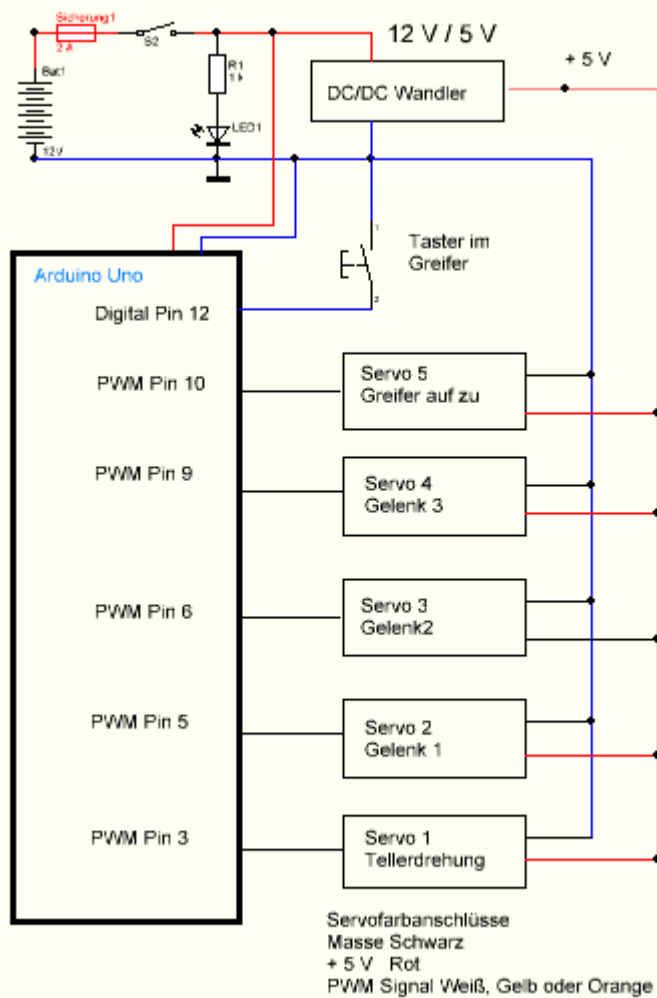 Sicherung1
2 A
S2
12 V / 5 V
+ 5 V
Bat1
R1
1 k
DC/DC Wandler
LED1
12V
1
Taster im
Greifer
2
Arduino Uno
Digital Pin 12
PWM Pin 10
Servo 5
Greifer auf zu
PWM Pin 9
Servo 4
Gelenk 3
PWM Pin 6
Servo 3
Gelenk2
PWM Pin 5
Servo 2
Gelenk 1
PWM Pin 3
Servo 1
Tellerdrehung
Servofarbanschlüsse
Masse Schwarz
+ 5 V Rot
PWM Signal Weiß, Gelb oder Orange